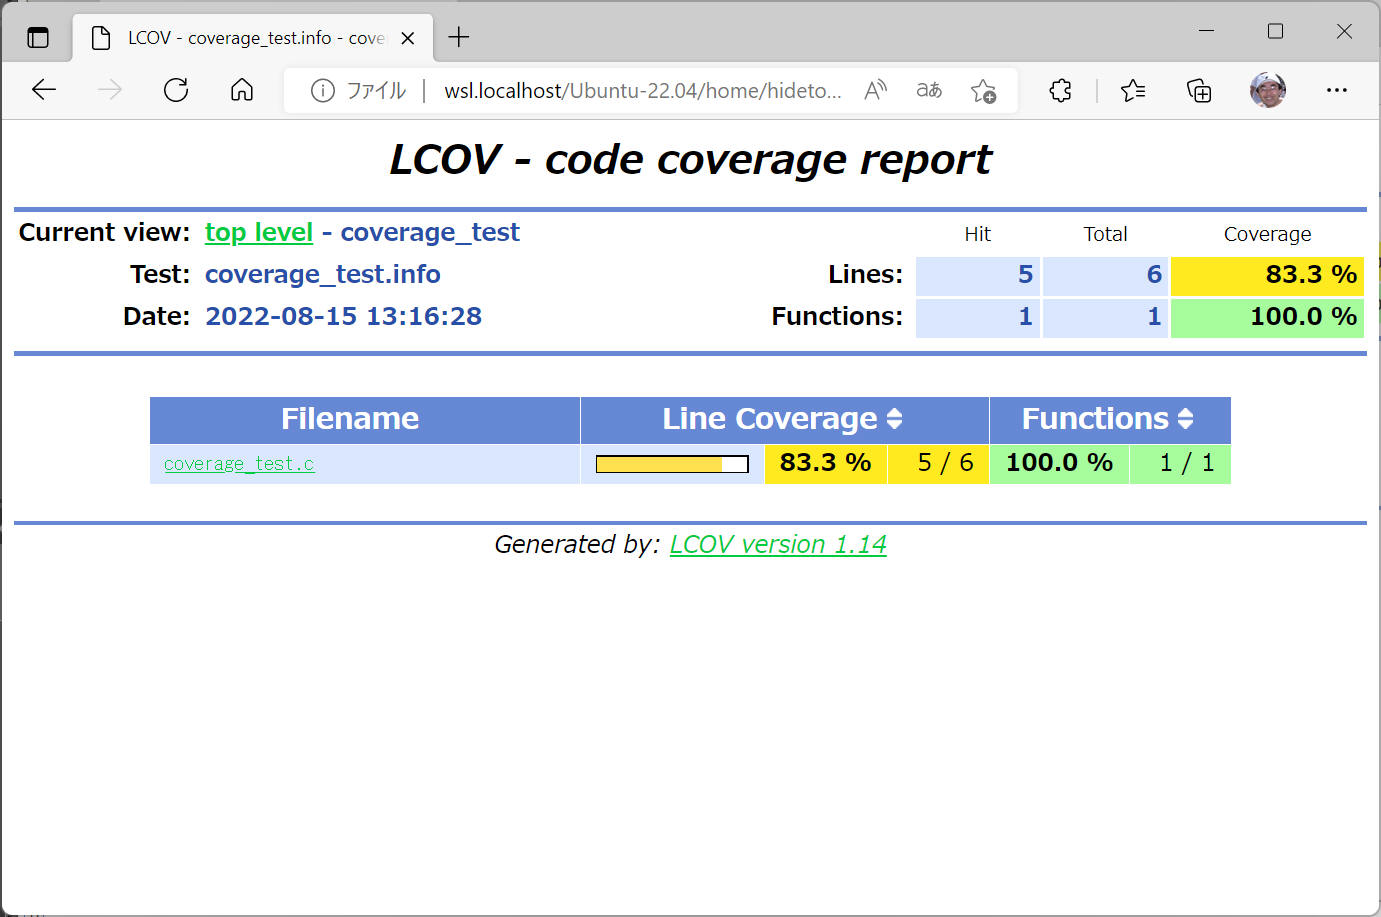 LCOV - coverage_test.info - cove
ファイル wsl.localhost/Ubuntu-22.04/home/hideto... aあ
LCOV - code coverage report
Current view: top level - coverage_test Hit Total Coverage
Test: coverage_test.info Lines: 5 6 83.3 %
Date: 2022-08-15 13:16:28 Functions: 1 1 100.0 %
Filename Line Coverage Functions
coverage_test.c 83.3 % 5 / 6 100.0 % 1 / 1
Generated by: LCOV version 1.14